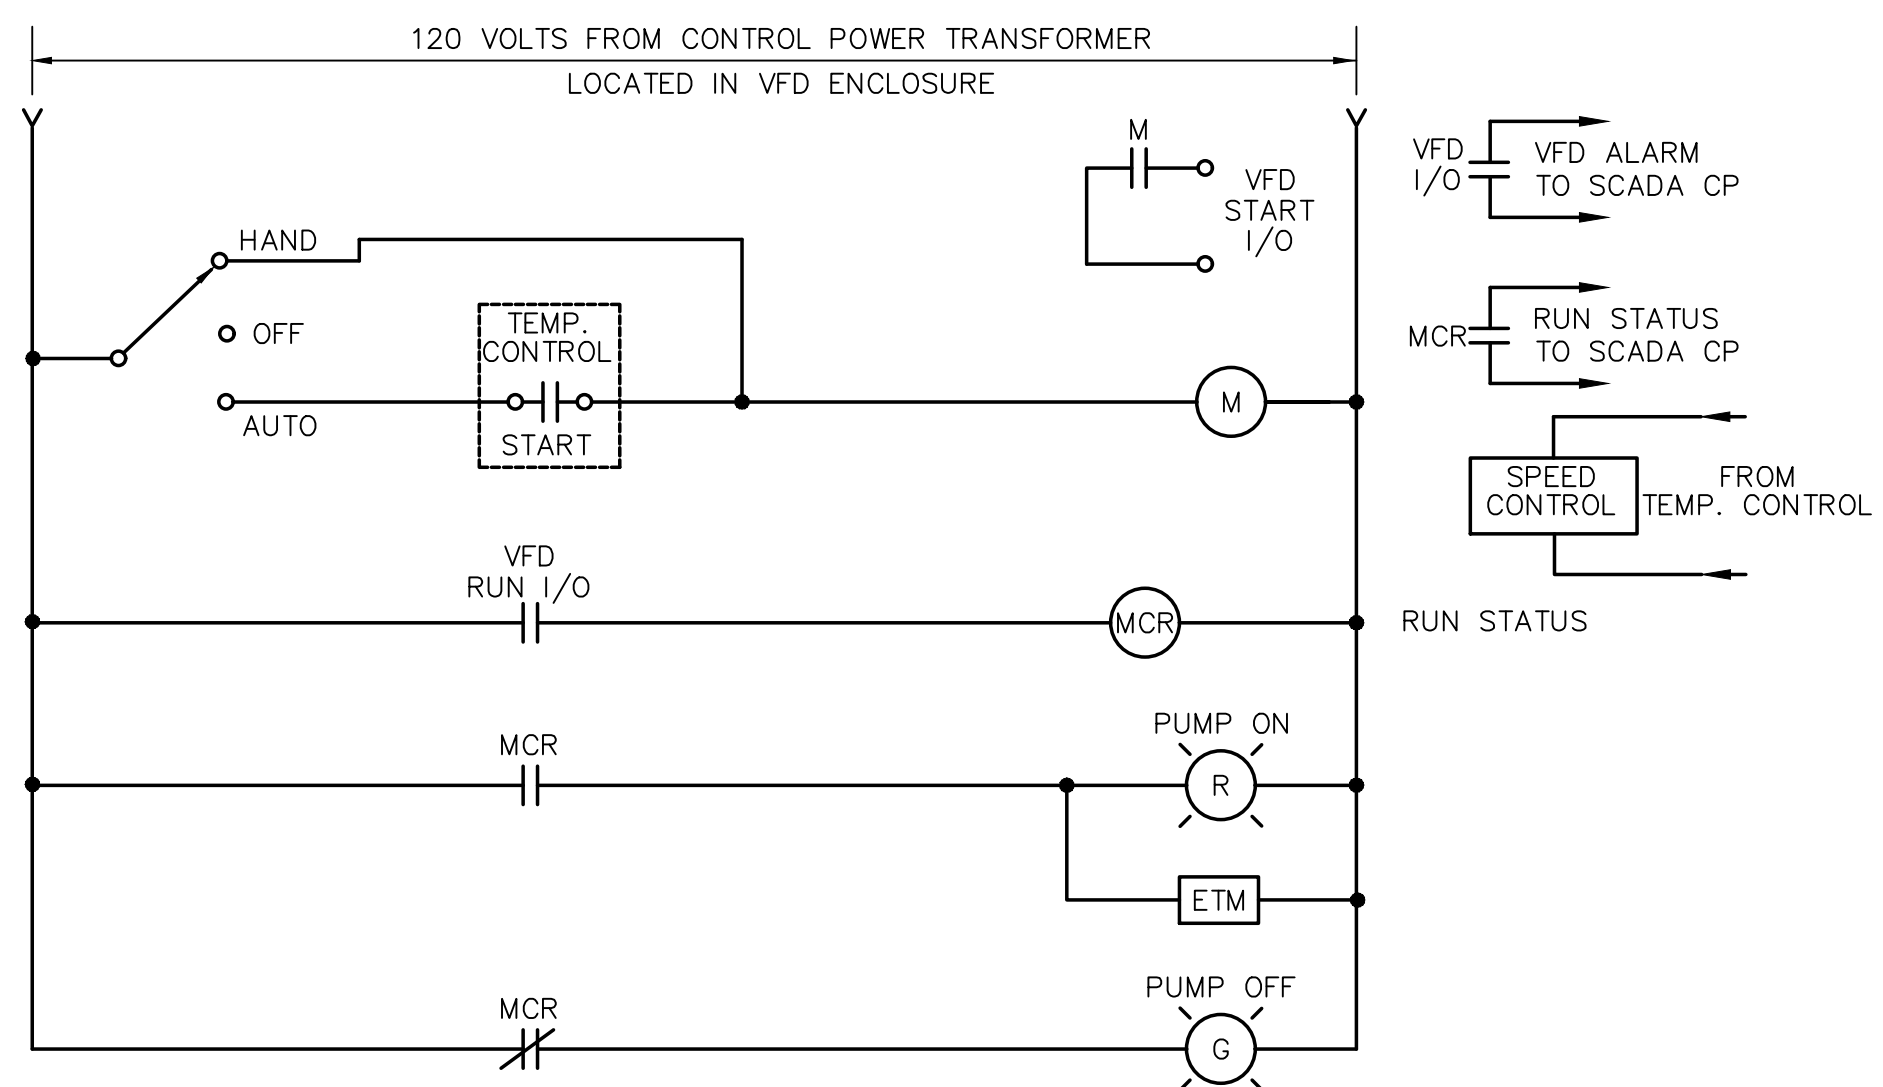 120 VOLTS FROM CONTROL POWER TRANSFORMER
LOCATED IN VFD ENCLOSURE
M
VFD
START
I/O
VFD
I/O
VFD ALARM
TO SCADA CP
HAND
OFF
AUTO
TEMP.
CONTROL
START
M
MCR
RUN STATUS
TO SCADA CP
SPEED
CONTROL
FROM
TEMP. CONTROL
VFD
RUN I/O
MCR
RUN STATUS
MCR
PUMP ON
R
ETM
MCR
PUMP OFF
G